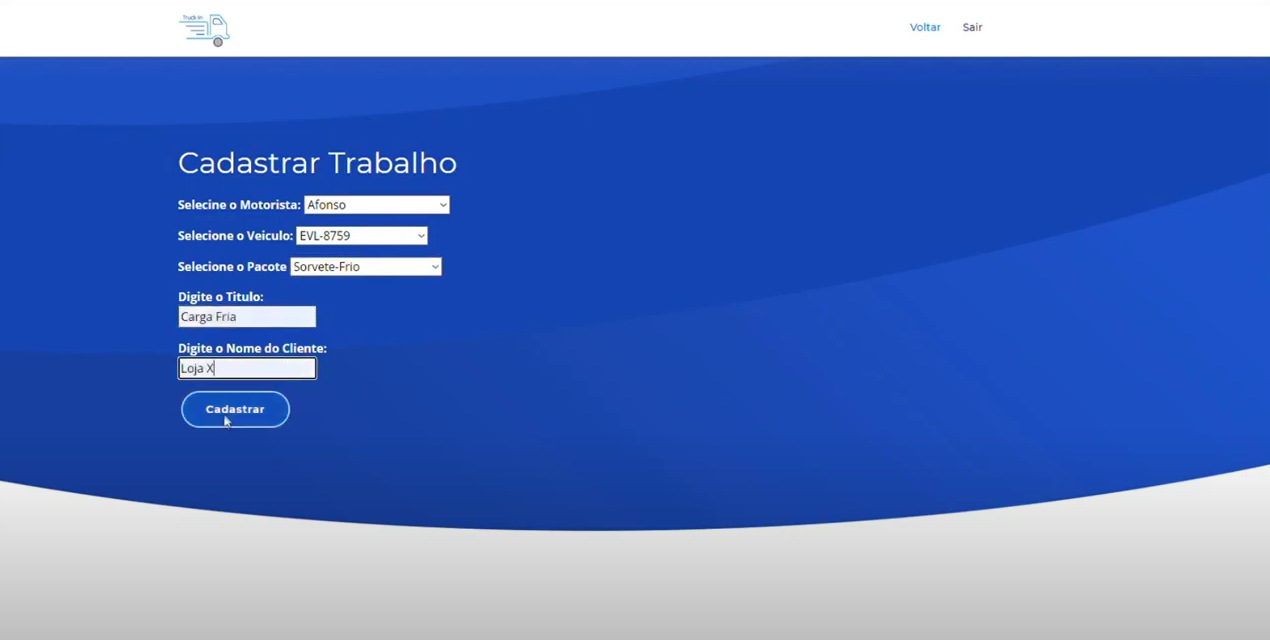 Truck-in
Voltar Sair
Cadastrar Trabalho
Selecine o Motorista: Afonso
Selecione o Veiculo: EVL-8759
Selecione o Pacote Sorvete-Frio
Digite o Titulo:
Carga Fria
Digite o Nome do Cliente:
Loja X
Cadastrar